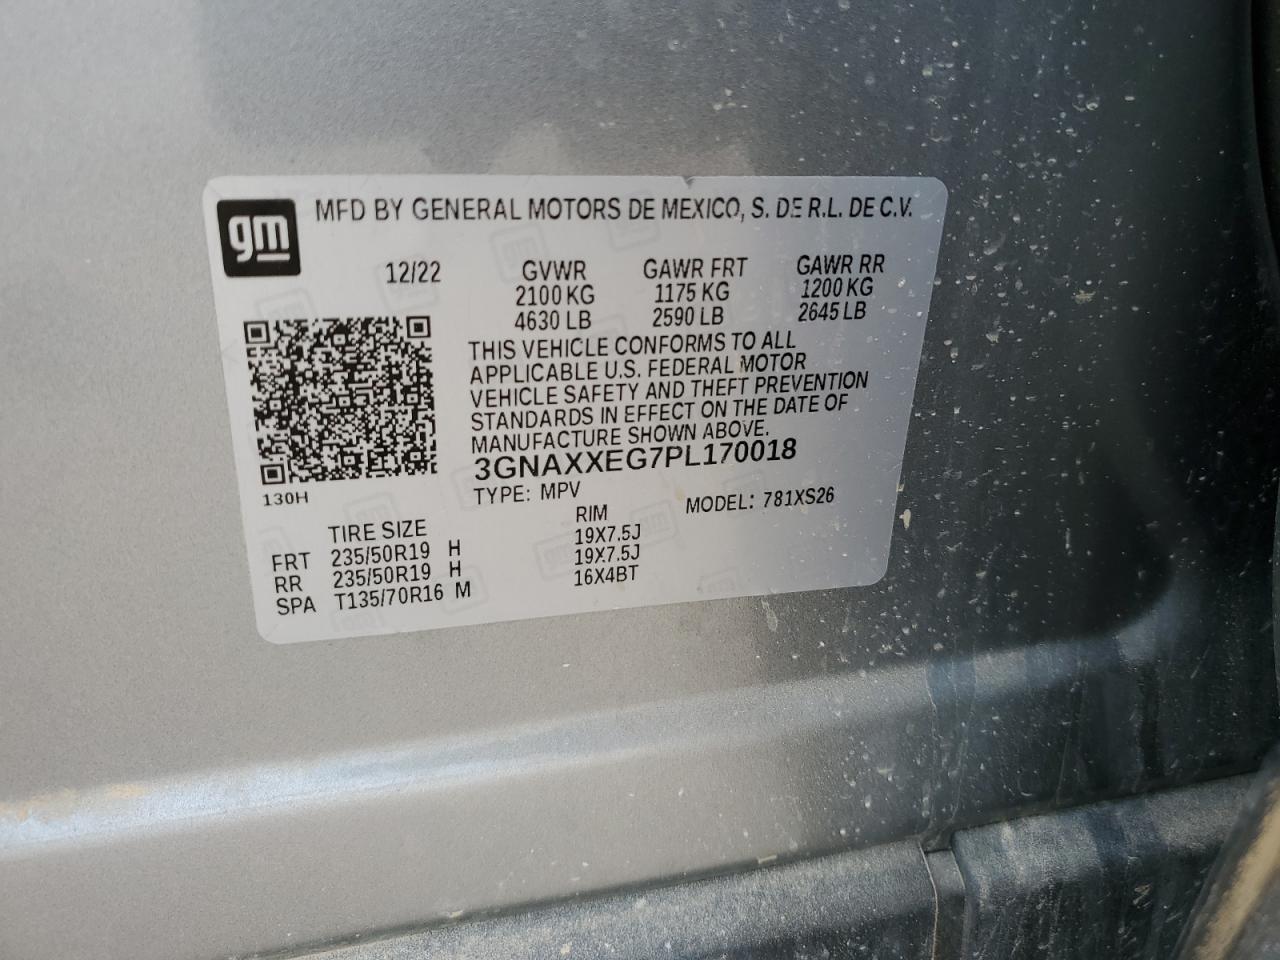 gm
MFD BY GENERAL MOTORS DE MEXICO, S. DE R.L. DE C.V.
12/22 GVWR GAWR FRT GAWR RR
2100 KG 1175 KG 1200 KG
4630 LB 2590 LB 2645 LB
THIS VEHICLE CONFORMS TO ALL
APPLICABLE U.S. FEDERAL MOTOR
VEHICLE SAFETY AND THEFT PREVENTION
STANDARDS IN EFFECT ON THE DATE OF
MANUFACTURE SHOWN ABOVE.
3GNAXXEG7PL170018
130H
TYPE: MPV MODEL: 781XS26
TIRE SIZE RIM
FRT 235/50R19 H 19X7.5J
RR 235/50R19 H 19X7.5J
SPA T135/70R16 M 16X4BT